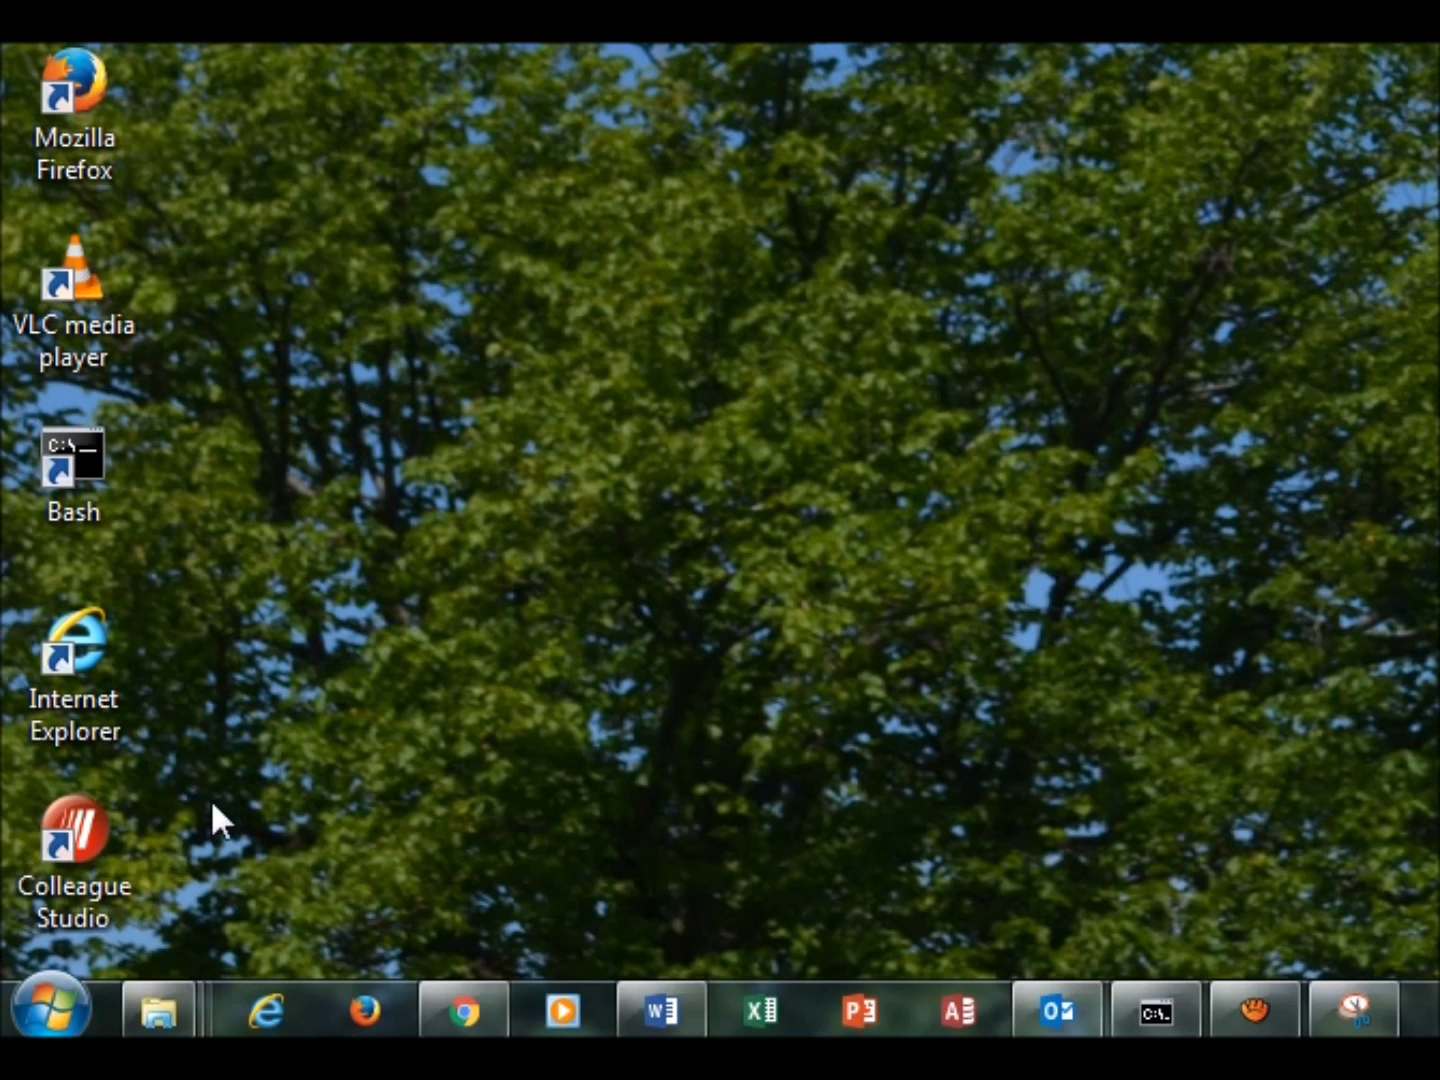 Mozilla
Firefox
VLC media
player
C:\_
Bash
Internet
Explorer
Colleague
Studio
W
X
P
A
O
C:\_